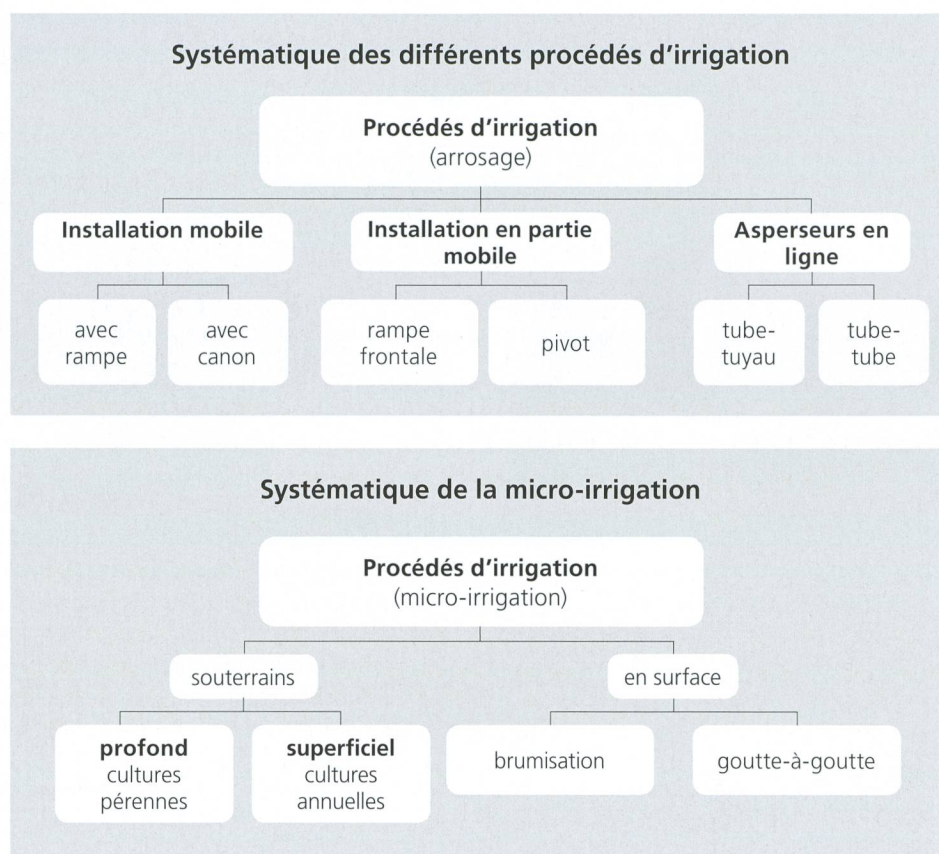 Systématique des différents procédés d'irrigation
Procédés d'irrigation
(arrosage)
Installation mobile
Installation en partie
mobile
Asperseurs en
ligne
avec
rampe
avec
canon
rampe
frontale
pivot
tube-
tuyau
tube-
tube
Systématique de la micro-irrigation
Procédés d'irrigation
(micro-irrigation)
souterrains
en surface
profond
cultures
pérennes
superficiel
cultures
annuelles
brumisation
goutte-à-goutte